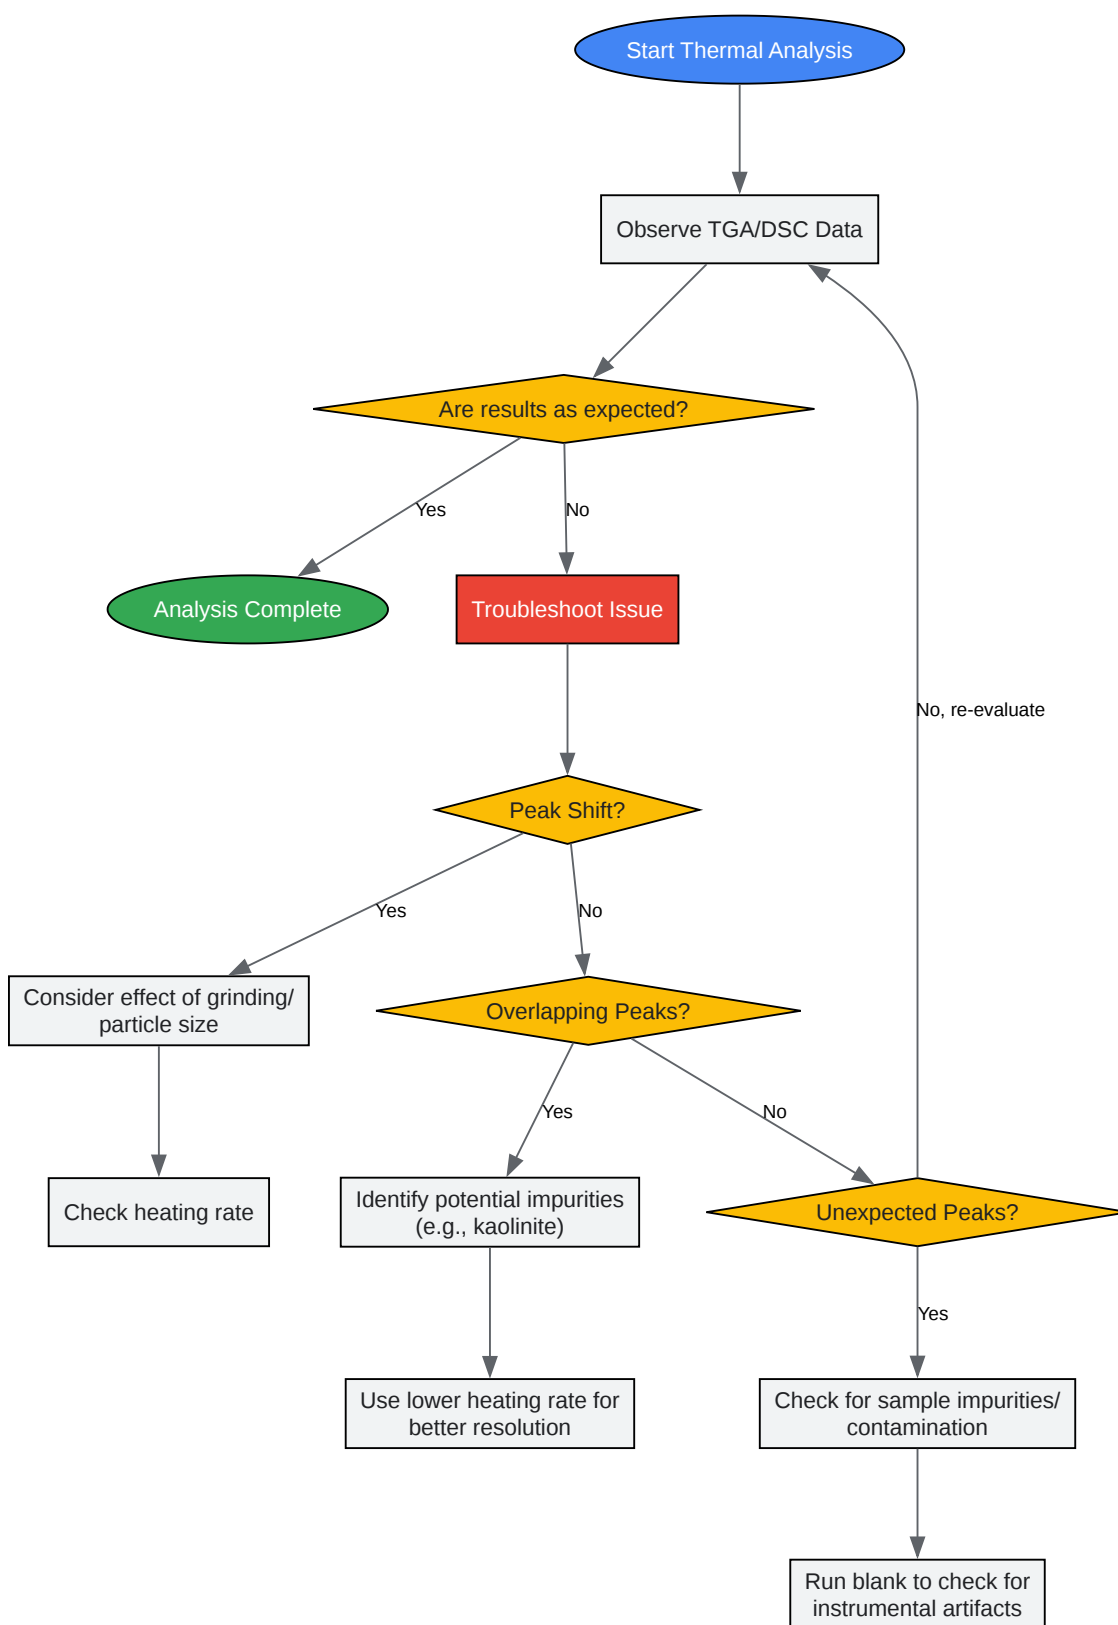 Start Thermal Analysis
Observe TGA/DSC Data
Are results as expected?
Yes
No
Analysis Complete
Troubleshoot Issue
No, re-evaluate
Peak Shift?
Yes
No
Consider effect of grinding/
particle size
Overlapping Peaks?
Yes
No
Check heating rate
Identify potential impurities
(e.g., kaolinite)
Unexpected Peaks?
Yes
Use lower heating rate for
better resolution
Check for sample impurities/
contamination
Run blank to check for
instrumental artifacts